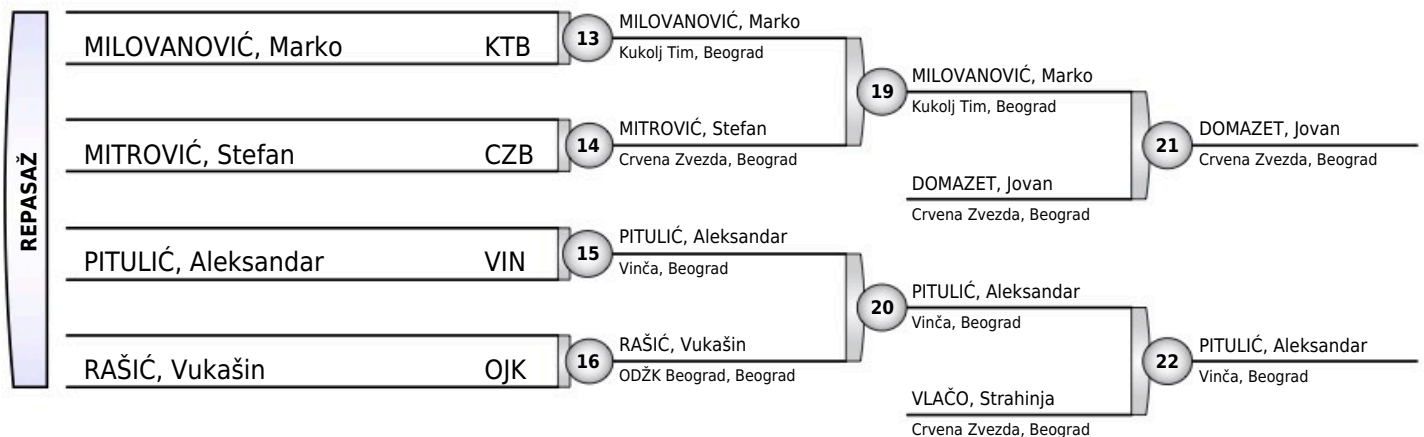 REPASAŽ
MILOVANOVIĆ, Marko KTB
13
MILOVANOVIĆ, Marko
Kukolj Tim, Beograd
MITROVIĆ, Stefan CZB
14
MITROVIĆ, Stefan
Crvena Zvezda, Beograd
19
MILOVANOVIĆ, Marko
Kukolj Tim, Beograd
DOMAZET, Jovan
Crvena Zvezda, Beograd
21
DOMAZET, Jovan
Crvena Zvezda, Beograd
PITULIĆ, Aleksandar VIN
15
PITULIĆ, Aleksandar
Vinča, Beograd
RAŠIĆ, Vukašin OJK
16
RAŠIĆ, Vukašin
ODŽK Beograd, Beograd
20
PITULIĆ, Aleksandar
Vinča, Beograd
VLAČO, Strahinja
Crvena Zvezda, Beograd
22
PITULIĆ, Aleksandar
Vinča, Beograd